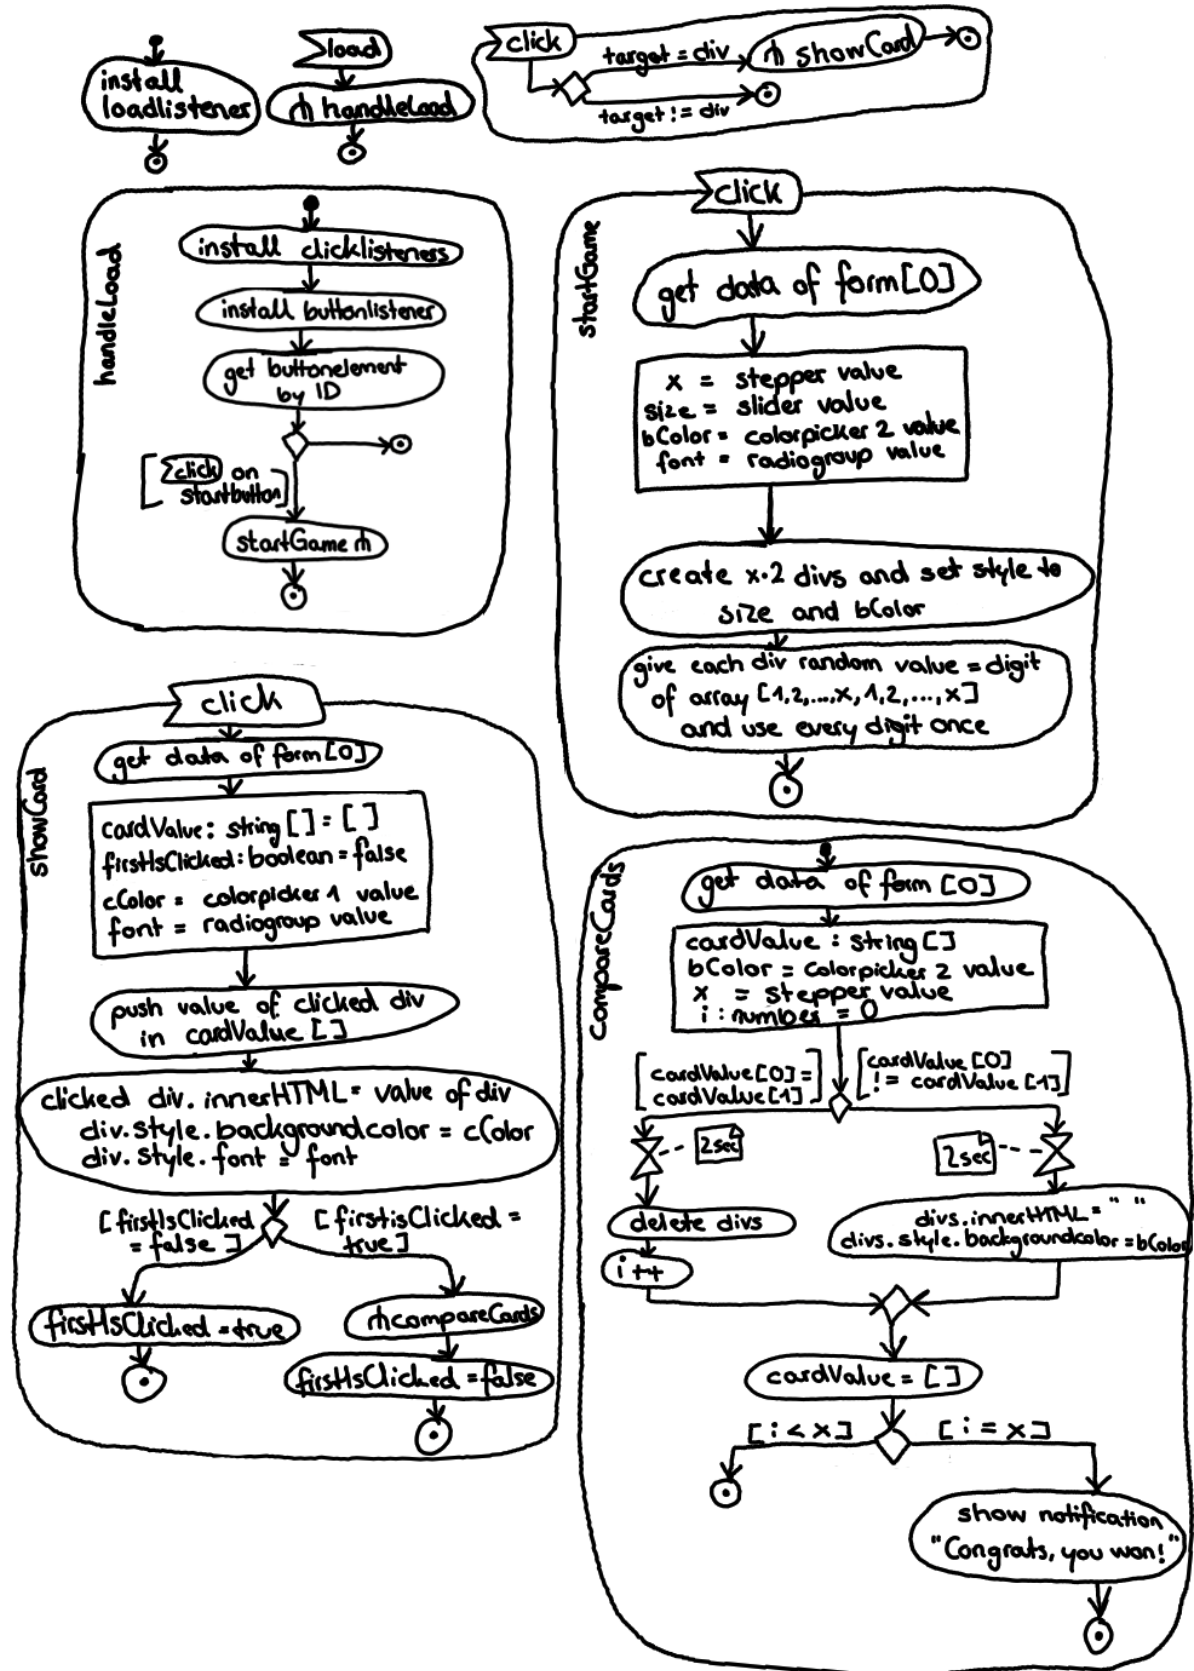 install
loadlistener
load
handleLoad
click
target = div
showCard
target != div
handleLoad
install clicklisteners
install buttonlistener
get buttonelement
by ID
[click on
startbutton]
startGame
startGame
click
get data of form[0]
x = stepper value
size = slider value
bColor = colorpicker 2 value
font = radiogroup value
create x·2 divs and set style to
size and bColor
give each div random value = digit
of array [1,2,...,x,1,2,...,x]
and use every digit once
showCard
click
get data of form[0]
cardValue: string[] = []
firstIsClicked: boolean = false
cColor = colorpicker 1 value
font = radiogroup value
push value of clicked div
in cardValue []
clicked div.innerHTML = value of div
div.style.backgroundcolor = cColor
div.style.font = font
[firstIsClicked
= false]
[firstisClicked =
true]
firstIsClicked = true
compareCards
firstIsClicked = false
compareCards
get data of form [0]
cardValue : string[]
bColor = colorpicker 2 value
x = stepper value
i : number = 0
[cardValue[0] =
cardValue[1]]
[cardValue[0]
!= cardValue[1]]
2sec
2sec
delete divs
i++
divs.innerHTML = " "
divs.style.backgroundcolor = bColor
cardValue = []
[i < x]
[i = x]
show notification
"Congrats, you won!"